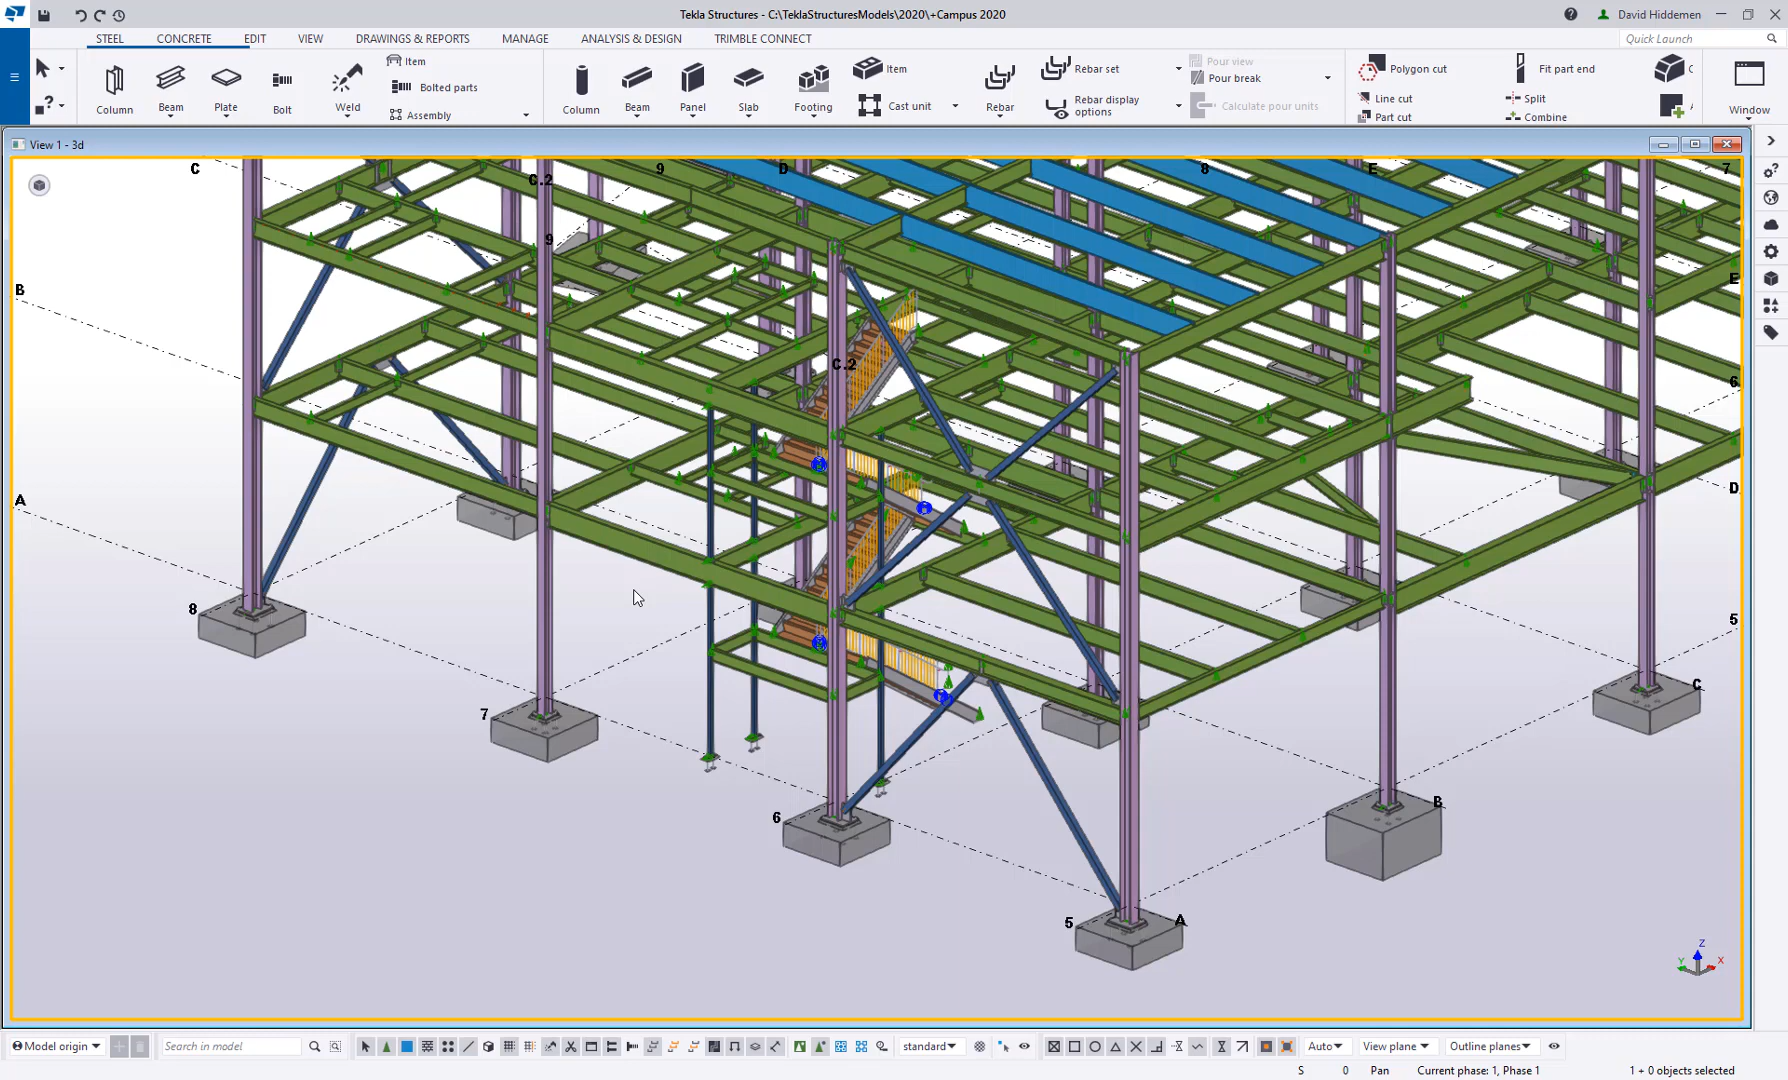 Tekla Structures - C:\TeklaStructuresModels\2020\+Campus 2020
David Hiddemen
STEEL CONCRETE EDIT VIEW DRAWINGS & REPORTS MANAGE ANALYSIS & DESIGN TRIMBLE CONNECT
Quick Launch
Column Beam Plate Bolt Weld
Item
Bolted parts
Assembly
Column Beam Panel Slab Footing
Item
Cast unit
Rebar
Rebar set
Rebar display options
Pour view
Pour break
Calculate pour units
Polygon cut
Line cut
Part cut
Fit part end
Split
Combine
C
Window
View 1 - 3d
C
C.2
9
D
8
E
7
9
E
B
C.2
6
A
D
8
5
7
C
6
B
5
A
Z
Y
X
Model origin
Search in model
standard
Auto
View plane
Outline planes
S 0 Pan Current phase: 1, Phase 1 1 + 0 objects selected